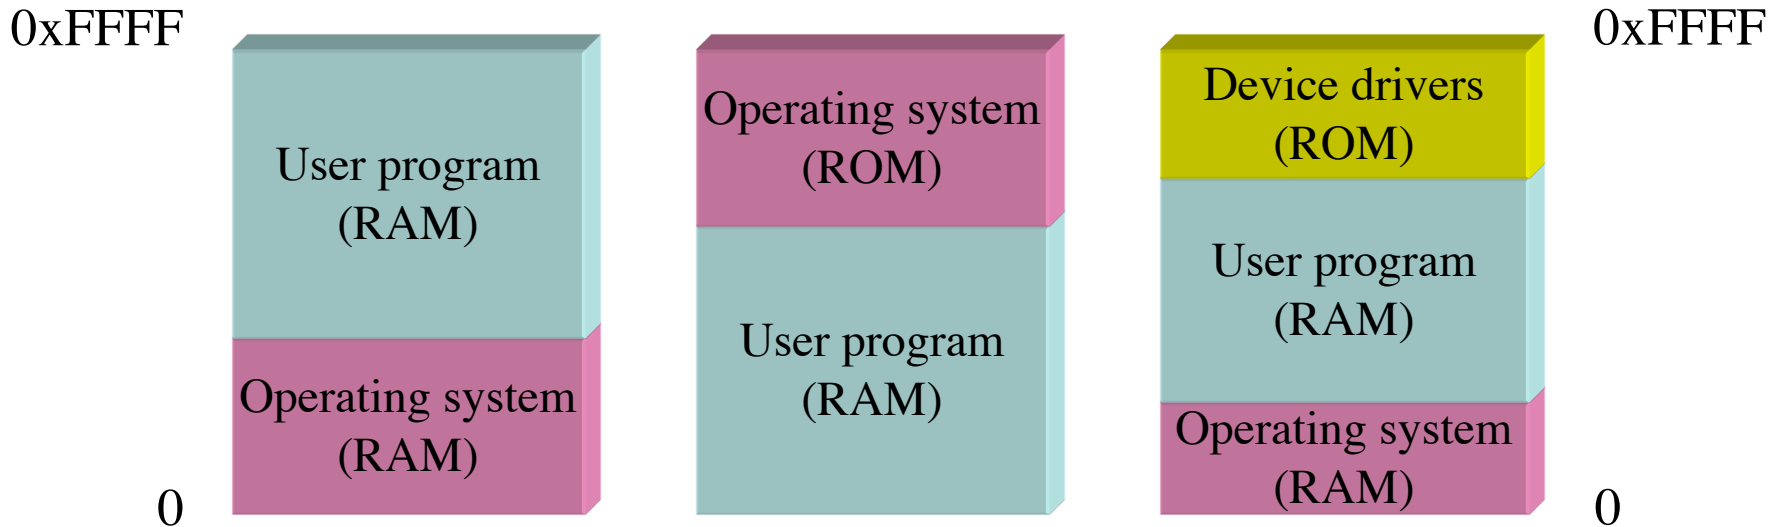 0xFFFF
User program
(RAM)
Operating system
(RAM)
0
Operating system
(ROM)
User program
(RAM)
Device drivers
(ROM)
User program
(RAM)
Operating system
(RAM)
0xFFFF
0